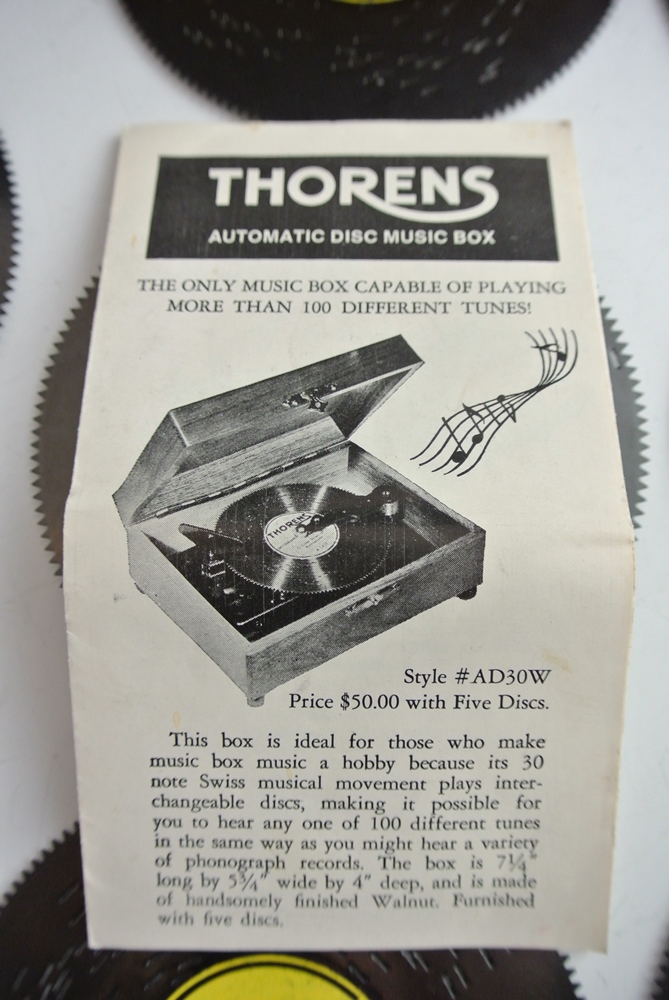 THORENS
AUTOMATIC DISC MUSIC BOX
THE ONLY MUSIC BOX CAPABLE OF PLAYING
MORE THAN 100 DIFFERENT TUNES!
THORENS
Style #AD30W
Price $50.00 with Five Discs.
This box is ideal for those who make
music box music a hobby because its 30
note Swiss musical movement plays inter-
changeable discs, making it possible for
you to hear any one of 100 different tunes
in the same way as you might hear a variety
of phonograph records. The box is 7¼"
long by 5¾" wide by 4" deep, and is made
of handsomely finished Walnut. Furnished
with five discs.